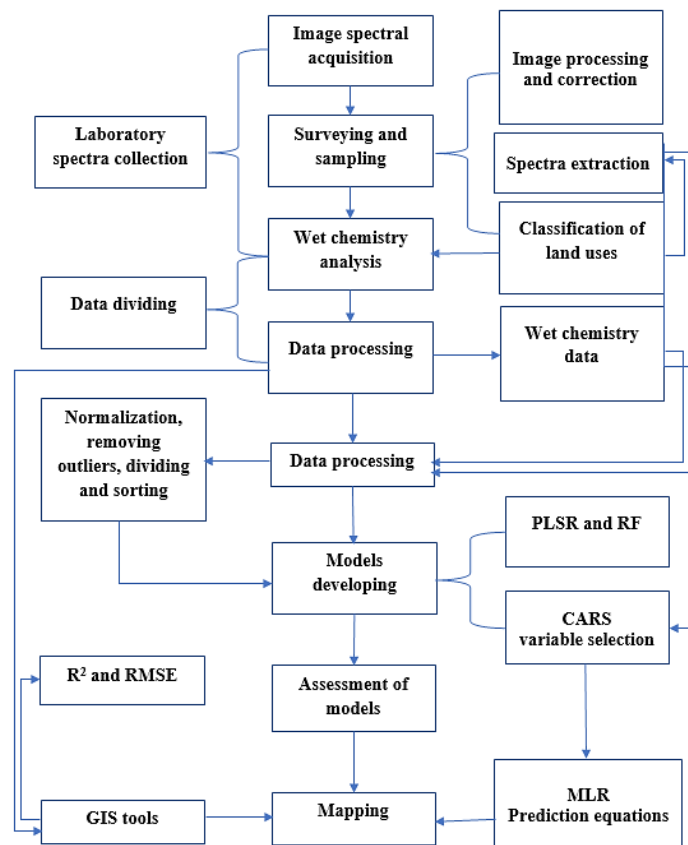 Image spectral
acquisition
Image processing
and correction
Laboratory
spectra collection
Surveying and
sampling
Spectra extraction
Wet chemistry
analysis
Classification of
land uses
Data dividing
Data processing
Wet chemistry
data
Normalization,
removing
outliers, dividing
and sorting
Data processing
PLSR and RF
Models
developing
CARS
variable selection
R² and RMSE
Assessment of
models
MLR
Prediction equations
GIS tools
Mapping